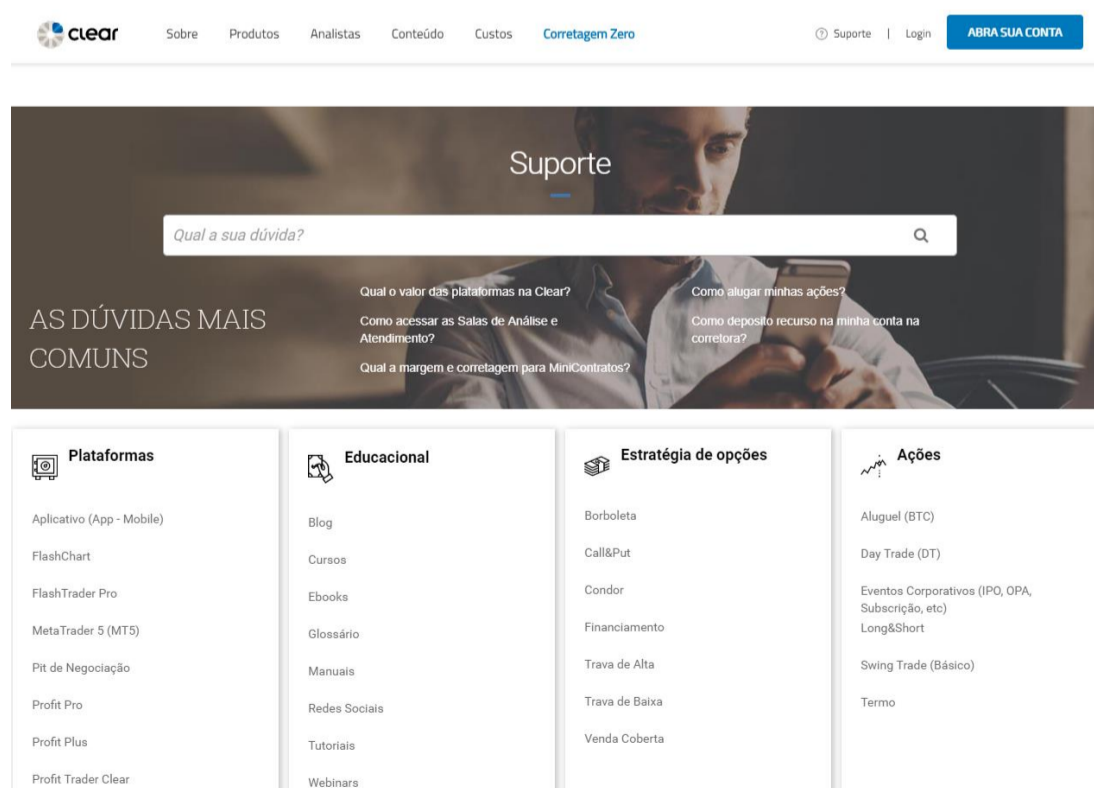 clear
Sobre
Produtos
Analistas
Conteúdo
Custos
Corretagem Zero
Suporte
|
Login
ABRA SUA CONTA
Suporte
Qual a sua dúvida?
AS DÚVIDAS MAIS
COMUNS
Qual o valor das plataformas na Clear?
Como acessar as Salas de Análise e
Atendimento?
Qual a margem e corretagem para MiniContratos?
Como alugar minhas ações?
Como deposito recurso na minha conta na
corretora?
Plataformas
Aplicativo (App - Mobile)
FlashChart
FlashTrader Pro
MetaTrader 5 (MT5)
Pit de Negociação
Profit Pro
Profit Plus
Profit Trader Clear
Educacional
Blog
Cursos
Ebooks
Glossário
Manuais
Redes Sociais
Tutoriais
Webinars
Estratégia de opções
Borboleta
Call&Put
Condor
Financiamento
Trava de Alta
Trava de Baixa
Venda Coberta
Ações
Aluguel (BTC)
Day Trade (DT)
Eventos Corporativos (IPO, OPA,
Subscrição, etc)
Long&Short
Swing Trade (Básico)
Termo